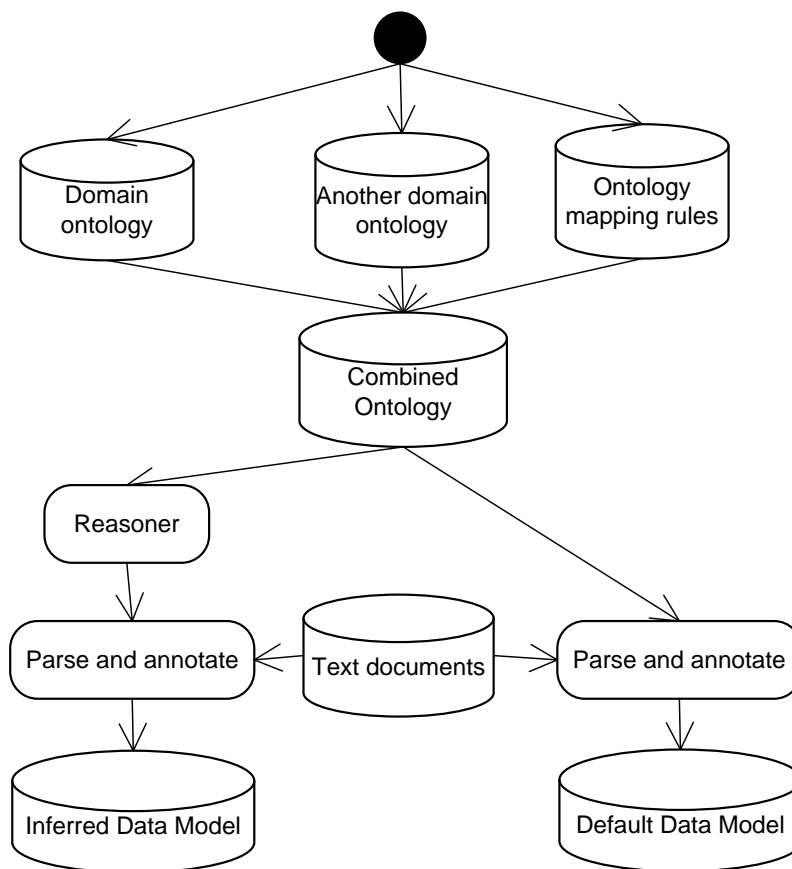 Domain
ontology
Another domain
ontology
Ontology
mapping rules
Combined
Ontology
Reasoner
Parse and annotate
Text documents
Parse and annotate
Inferred Data Model
Default Data Model